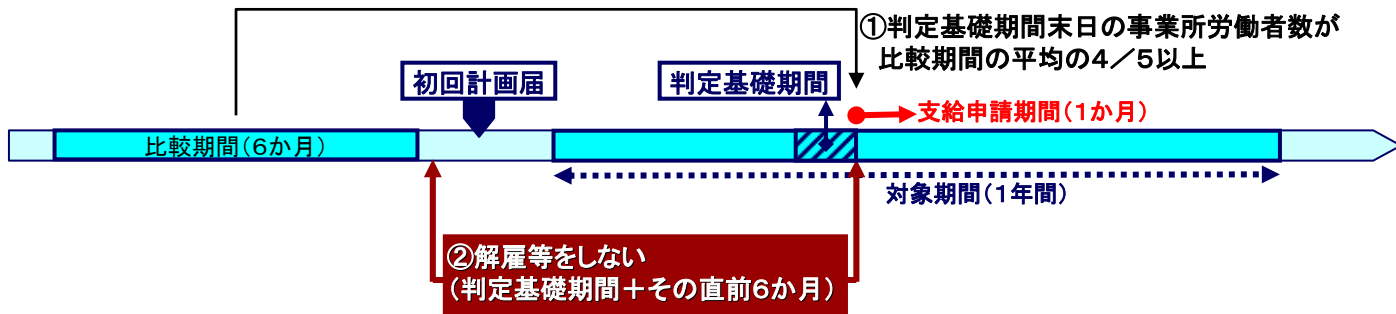 ①判定基礎期間末日の事業所労働者数が
比較期間の平均の4/5以上
初回計画届
判定基礎期間
支給申請期間(1か月)
比較期間(6か月)
対象期間(1年間)
②解雇等をしない
(判定基礎期間+その直前6か月)